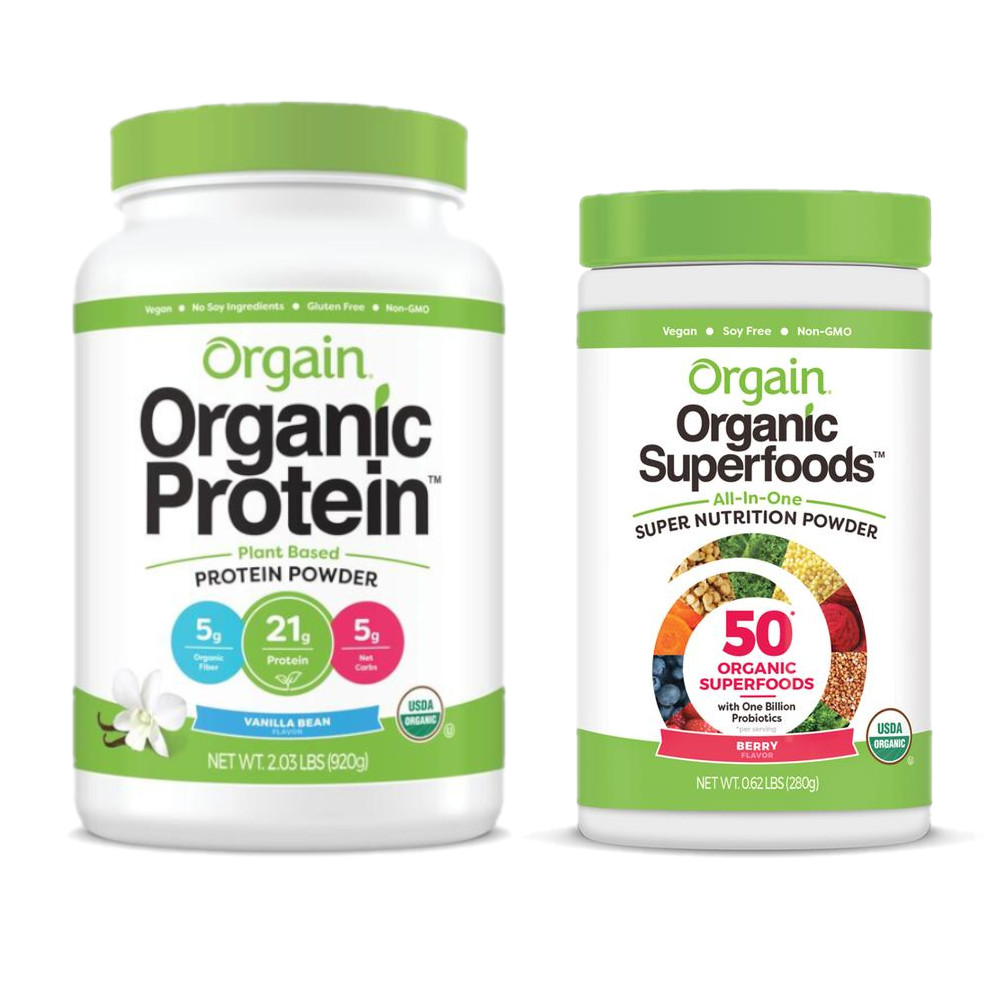 Vegan • No Soy Ingredients • Gluten Free • Non-GMO
Orgain®
Organic
Protein™
Plant Based
PROTEIN POWDER
5g
Organic
Fiber
21g
Protein
5g
Net
Carbs
USDA
ORGANIC
VANILLA BEAN
FLAVOR
NET WT. 2.03 LBS (920g)
Vegan • Soy Free • Non-GMO
Orgain®
Organic
Superfoods™
All-In-One
SUPER NUTRITION POWDER
50*
ORGANIC
SUPERFOODS
with One Billion
Probiotics
*per serving
BERRY
FLAVOR
USDA
ORGANIC
NET WT. 0.62 LBS (280g)